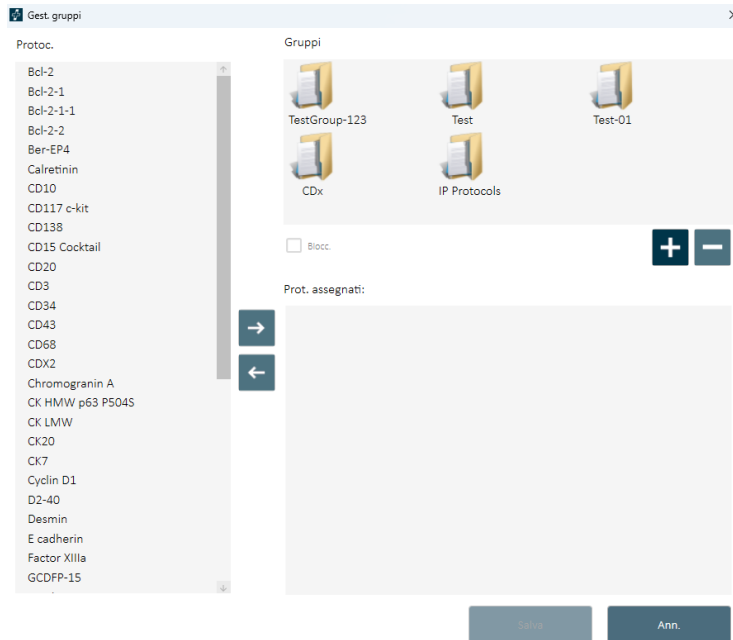 Gest. gruppi
Protoc.
Bcl-2
Bcl-2-1
Bcl-2-1-1
Bcl-2-2
Ber-EP4
Calretinin
CD10
CD117 c-kit
CD138
CD15 Cocktail
CD20
CD3
CD34
CD43
CD68
CDX2
Chromogranin A
CK HMW p63 P504S
CK LMW
CK20
CK7
Cyclin D1
D2-40
Desmin
E cadherin
Factor XIIIa
GCDFP-15
Gruppi
TestGroup-123
Test
Test-01
CDx
IP Protocols
Blocc.
Prot. assegnati:
Salva
Ann.